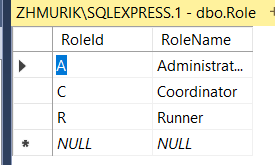 ZHMURIK\SQLEXPRESS.1 - dbo.Role
RoleId RoleName
A Administrat...
C Coordinator
R Runner
NULL NULL